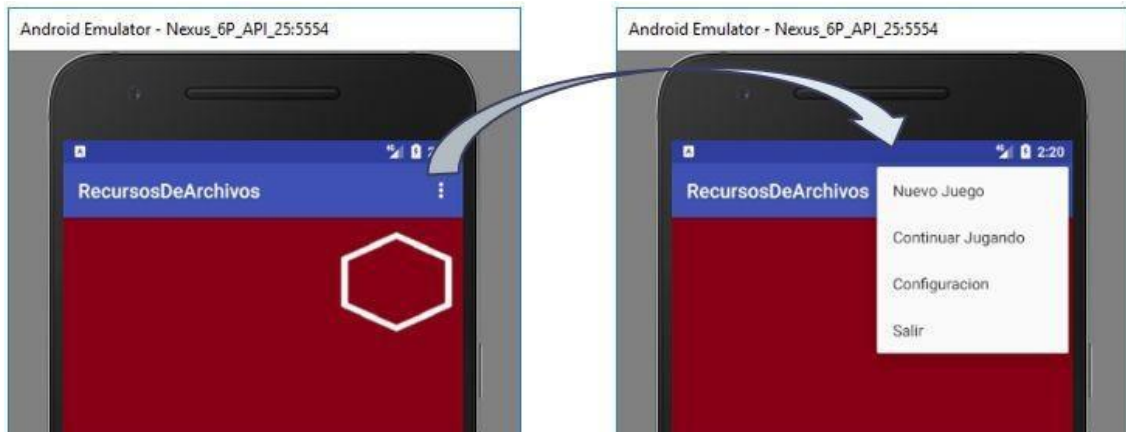 Android Emulator - Nexus_6P_API_25:5554
RecursosDeArchivos
Android Emulator - Nexus_6P_API_25:5554
2:20
RecursosDeArchivos
Nuevo Juego
Continuar Jugando
Configuracion
Salir